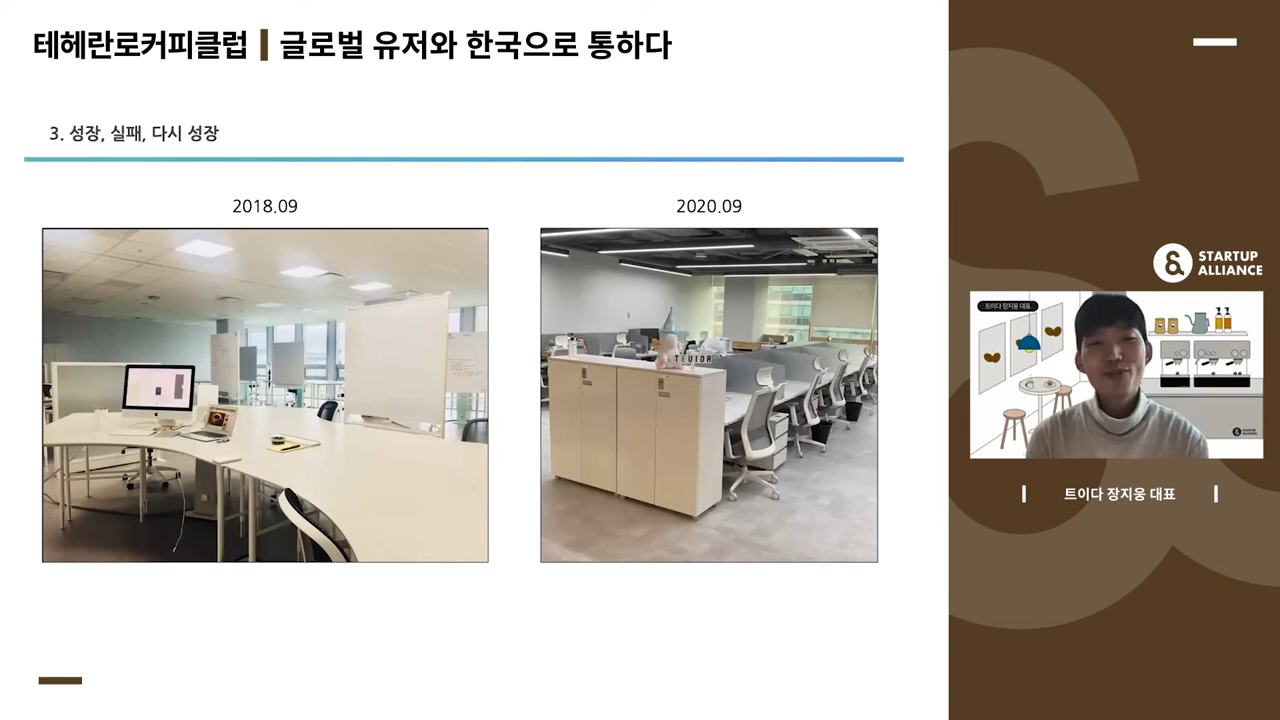 테헤란로커피클럽 | 글로벌 유저와 한국으로 통하다
3. 성장, 실패, 다시 성장
2018.09
2020.09
TEUIDA
STARTUP
ALLIANCE
트이다 장지웅 대표
트이다 장지웅 대표